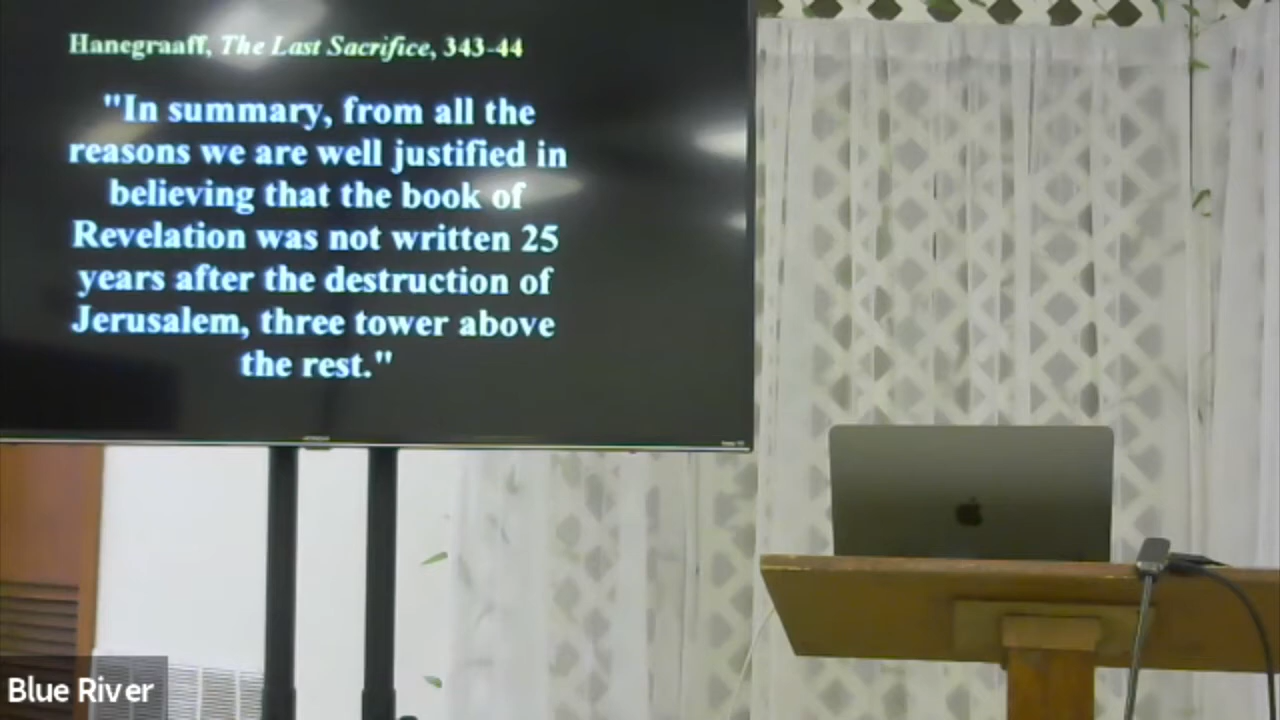 Hanegraaff, The Last Sacrifice, 343-44
"In summary, from all the
reasons we are well justified in
believing that the book of
Revelation was not written 25
years after the destruction of
Jerusalem, three tower above
the rest."
Blue River